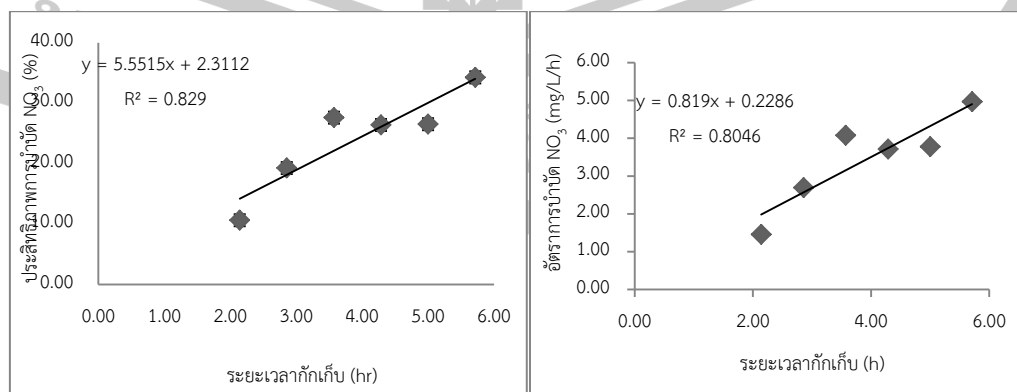 40.00
30.00
20.00
10.00
0.00
ประสิทธิภาพการบำบัด NO₃ (%)
y = 5.5515x + 2.3112
R² = 0.829
0.00 1.00 2.00 3.00 4.00 5.00 6.00
ระยะเวลากักเก็บ (hr)
6.00
5.00
4.00
3.00
2.00
1.00
0.00
อัตราการบำบัด NO₃ (mg/L/h)
y = 0.819x + 0.2286
R² = 0.8046
0.00 2.00 4.00 6.00
ระยะเวลากักเก็บ (h)